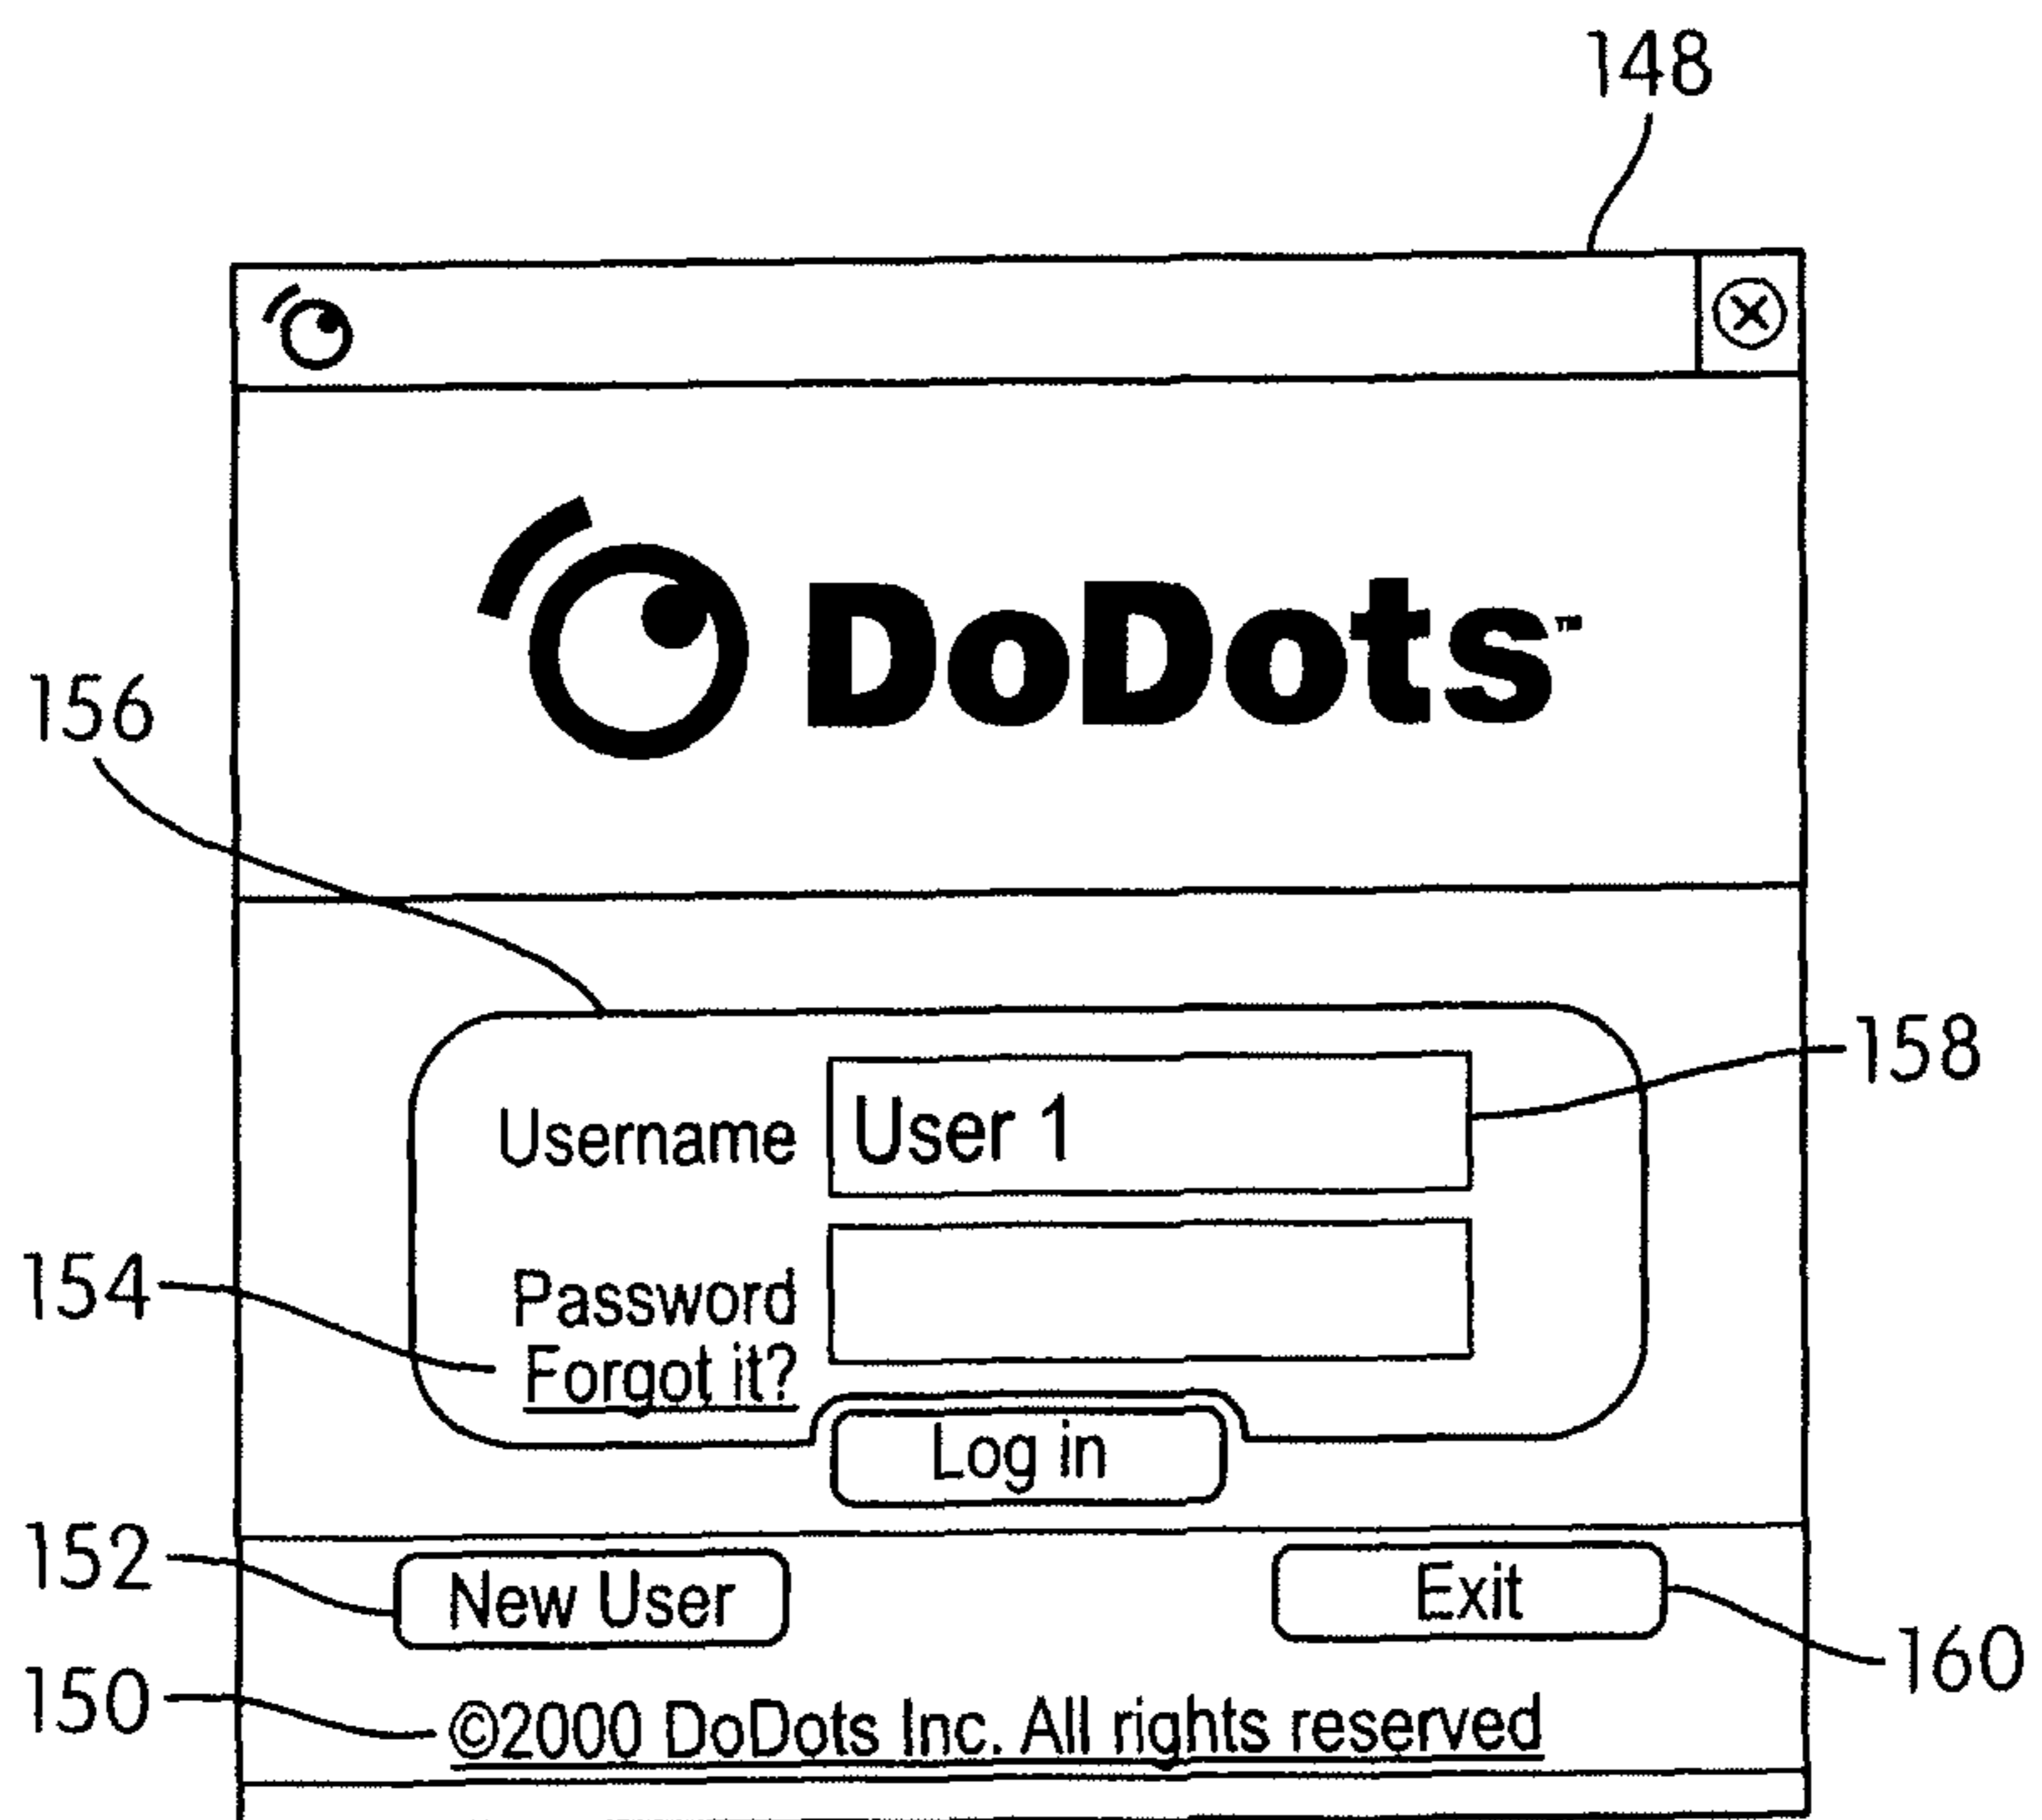 148
DoDots™
156
158
Username User 1
154
Password
Forgot it?
Log in
152
New User Exit
160
150
©2000 DoDots Inc. All rights reserved